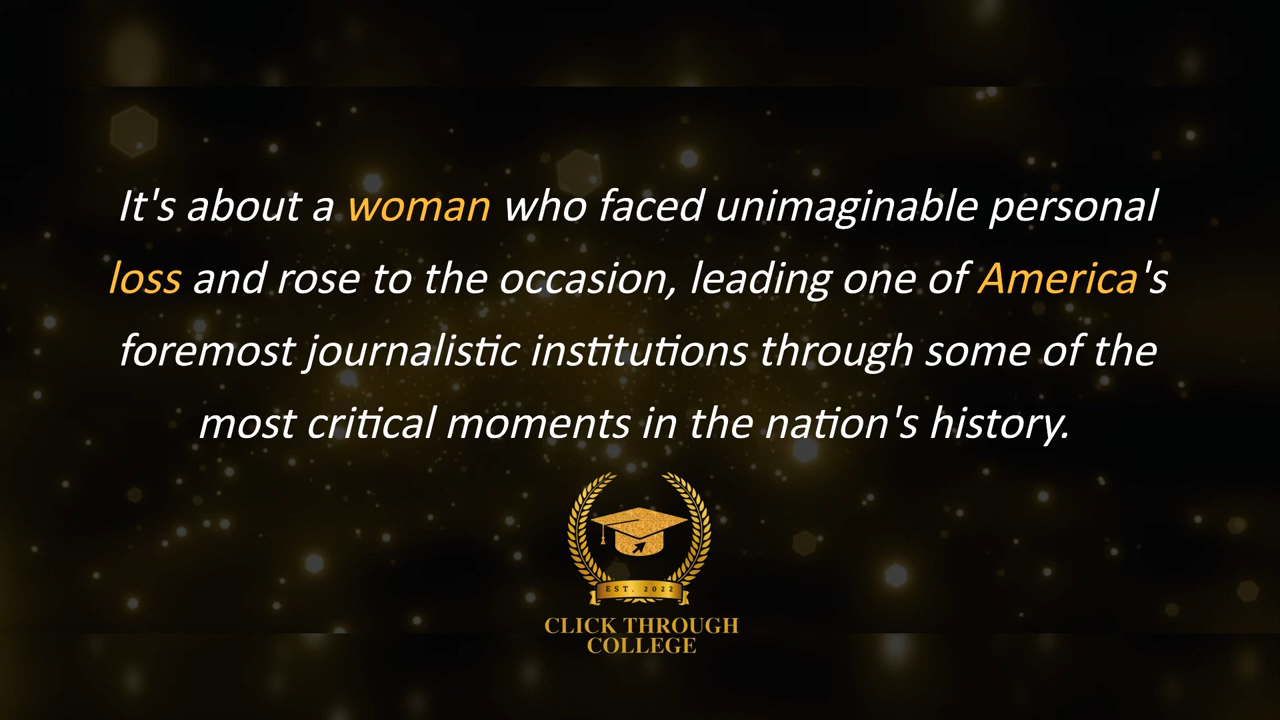 It's about a woman who faced unimaginable personal
loss and rose to the occasion, leading one of America's
foremost journalistic institutions through some of the
most critical moments in the nation's history.
EST. 2022
CLICK THROUGH
COLLEGE